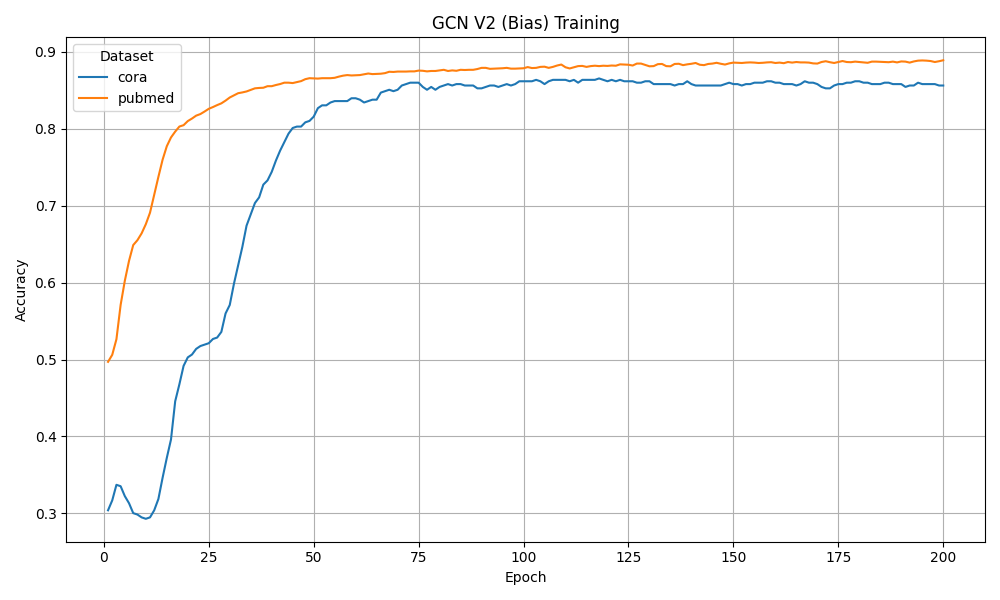 GCN V2 (Bias) Training
Dataset
cora
pubmed
Accuracy
0.9
0.8
0.7
0.6
0.5
0.4
0.3
0 25 50 75 100 125 150 175 200
Epoch